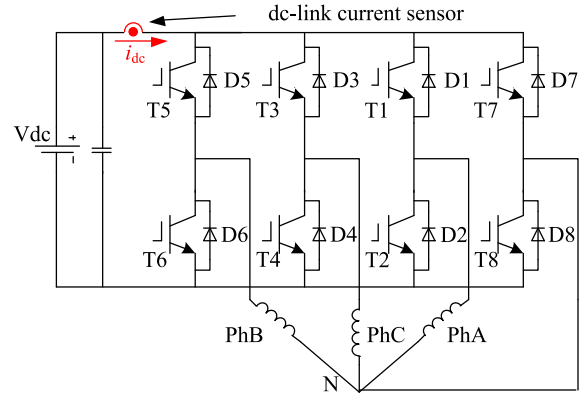 dc-link current sensor
i_dc
D5 D3 D1 D7
T5 T3 T1 T7
Vdc + -
D6 D4 D2 D8
T6 T4 T2 T8
PhB PhC PhA
N